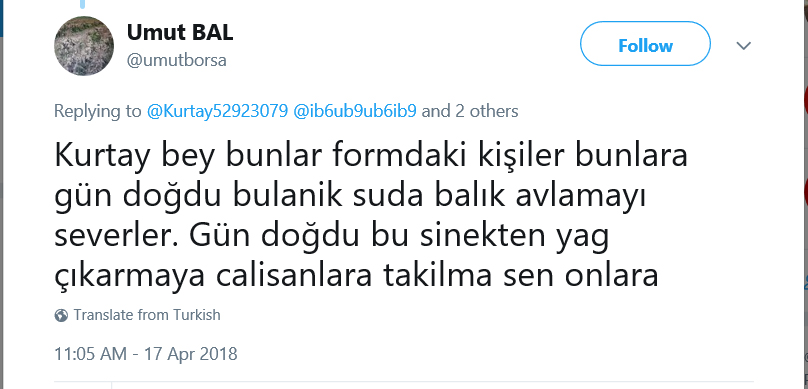 Umut BAL
@umutborsa
Follow
Replying to @Kurtay52923079 @ib6ub9ub6ib9 and 2 others
Kurtay bey bunlar formdaki kişiler bunlara
gün doğdu bulanik suda balık avlamayı
severler. Gün doğdu bu sinekten yag
çıkarmaya calisanlara takilma sen onlara
Translate from Turkish
11:05 AM - 17 Apr 2018